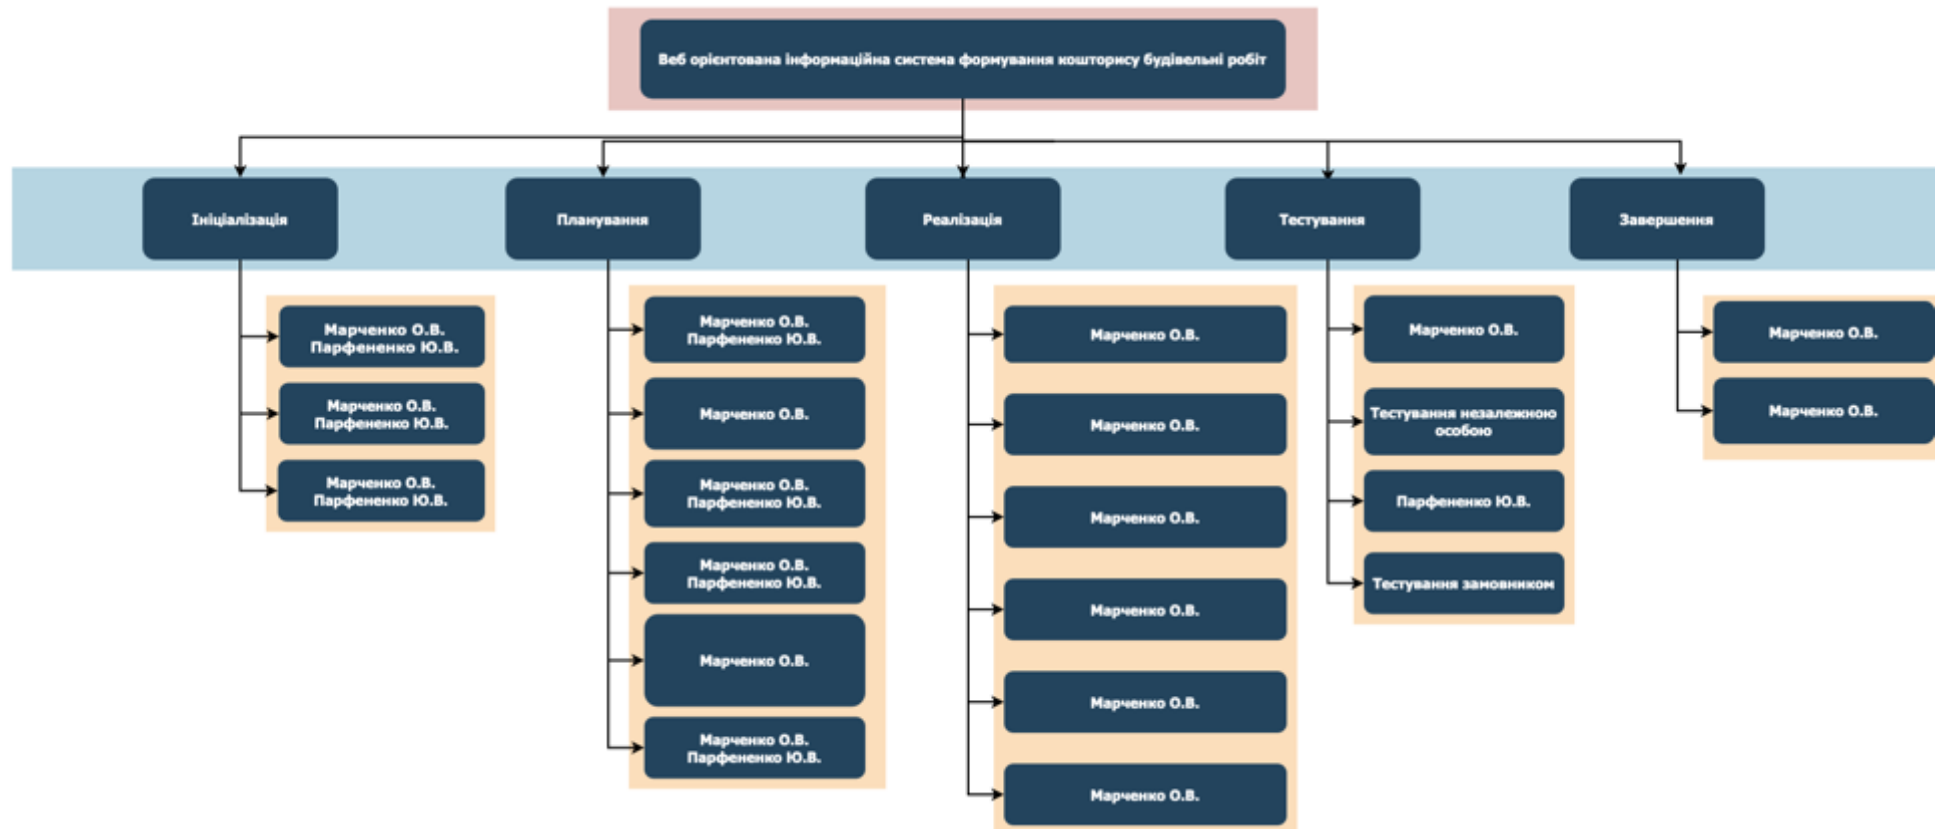 Веб орієнтована інформаційна система формування кошторису будівельні робіт
Ініціалізація
Планування
Реалізація
Тестування
Завершення
Марченко О.В.
Парфененко Ю.В.
Марченко О.В.
Парфененко Ю.В.
Марченко О.В.
Парфененко Ю.В.
Марченко О.В.
Парфененко Ю.В.
Марченко О.В.
Марченко О.В.
Парфененко Ю.В.
Марченко О.В.
Парфененко Ю.В.
Марченко О.В.
Марченко О.В.
Парфененко Ю.В.
Марченко О.В.
Марченко О.В.
Марченко О.В.
Марченко О.В.
Марченко О.В.
Марченко О.В.
Марченко О.В.
Тестування незалежною
особою
Парфененко Ю.В.
Тестування замовником
Марченко О.В.
Марченко О.В.